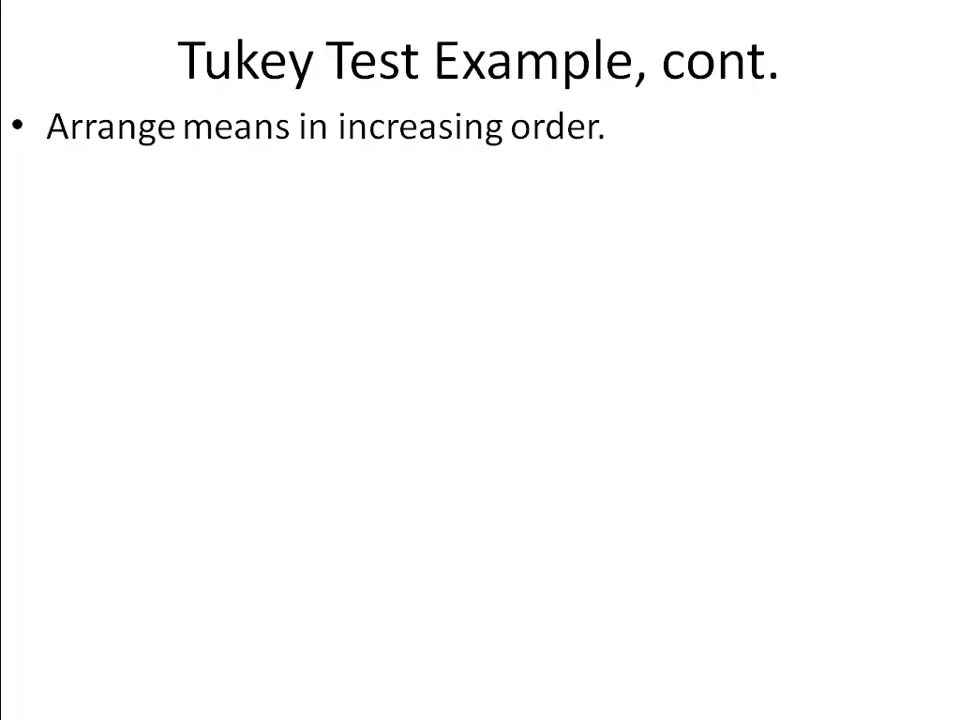 Tukey Test Example, cont.
• Arrange means in increasing order.